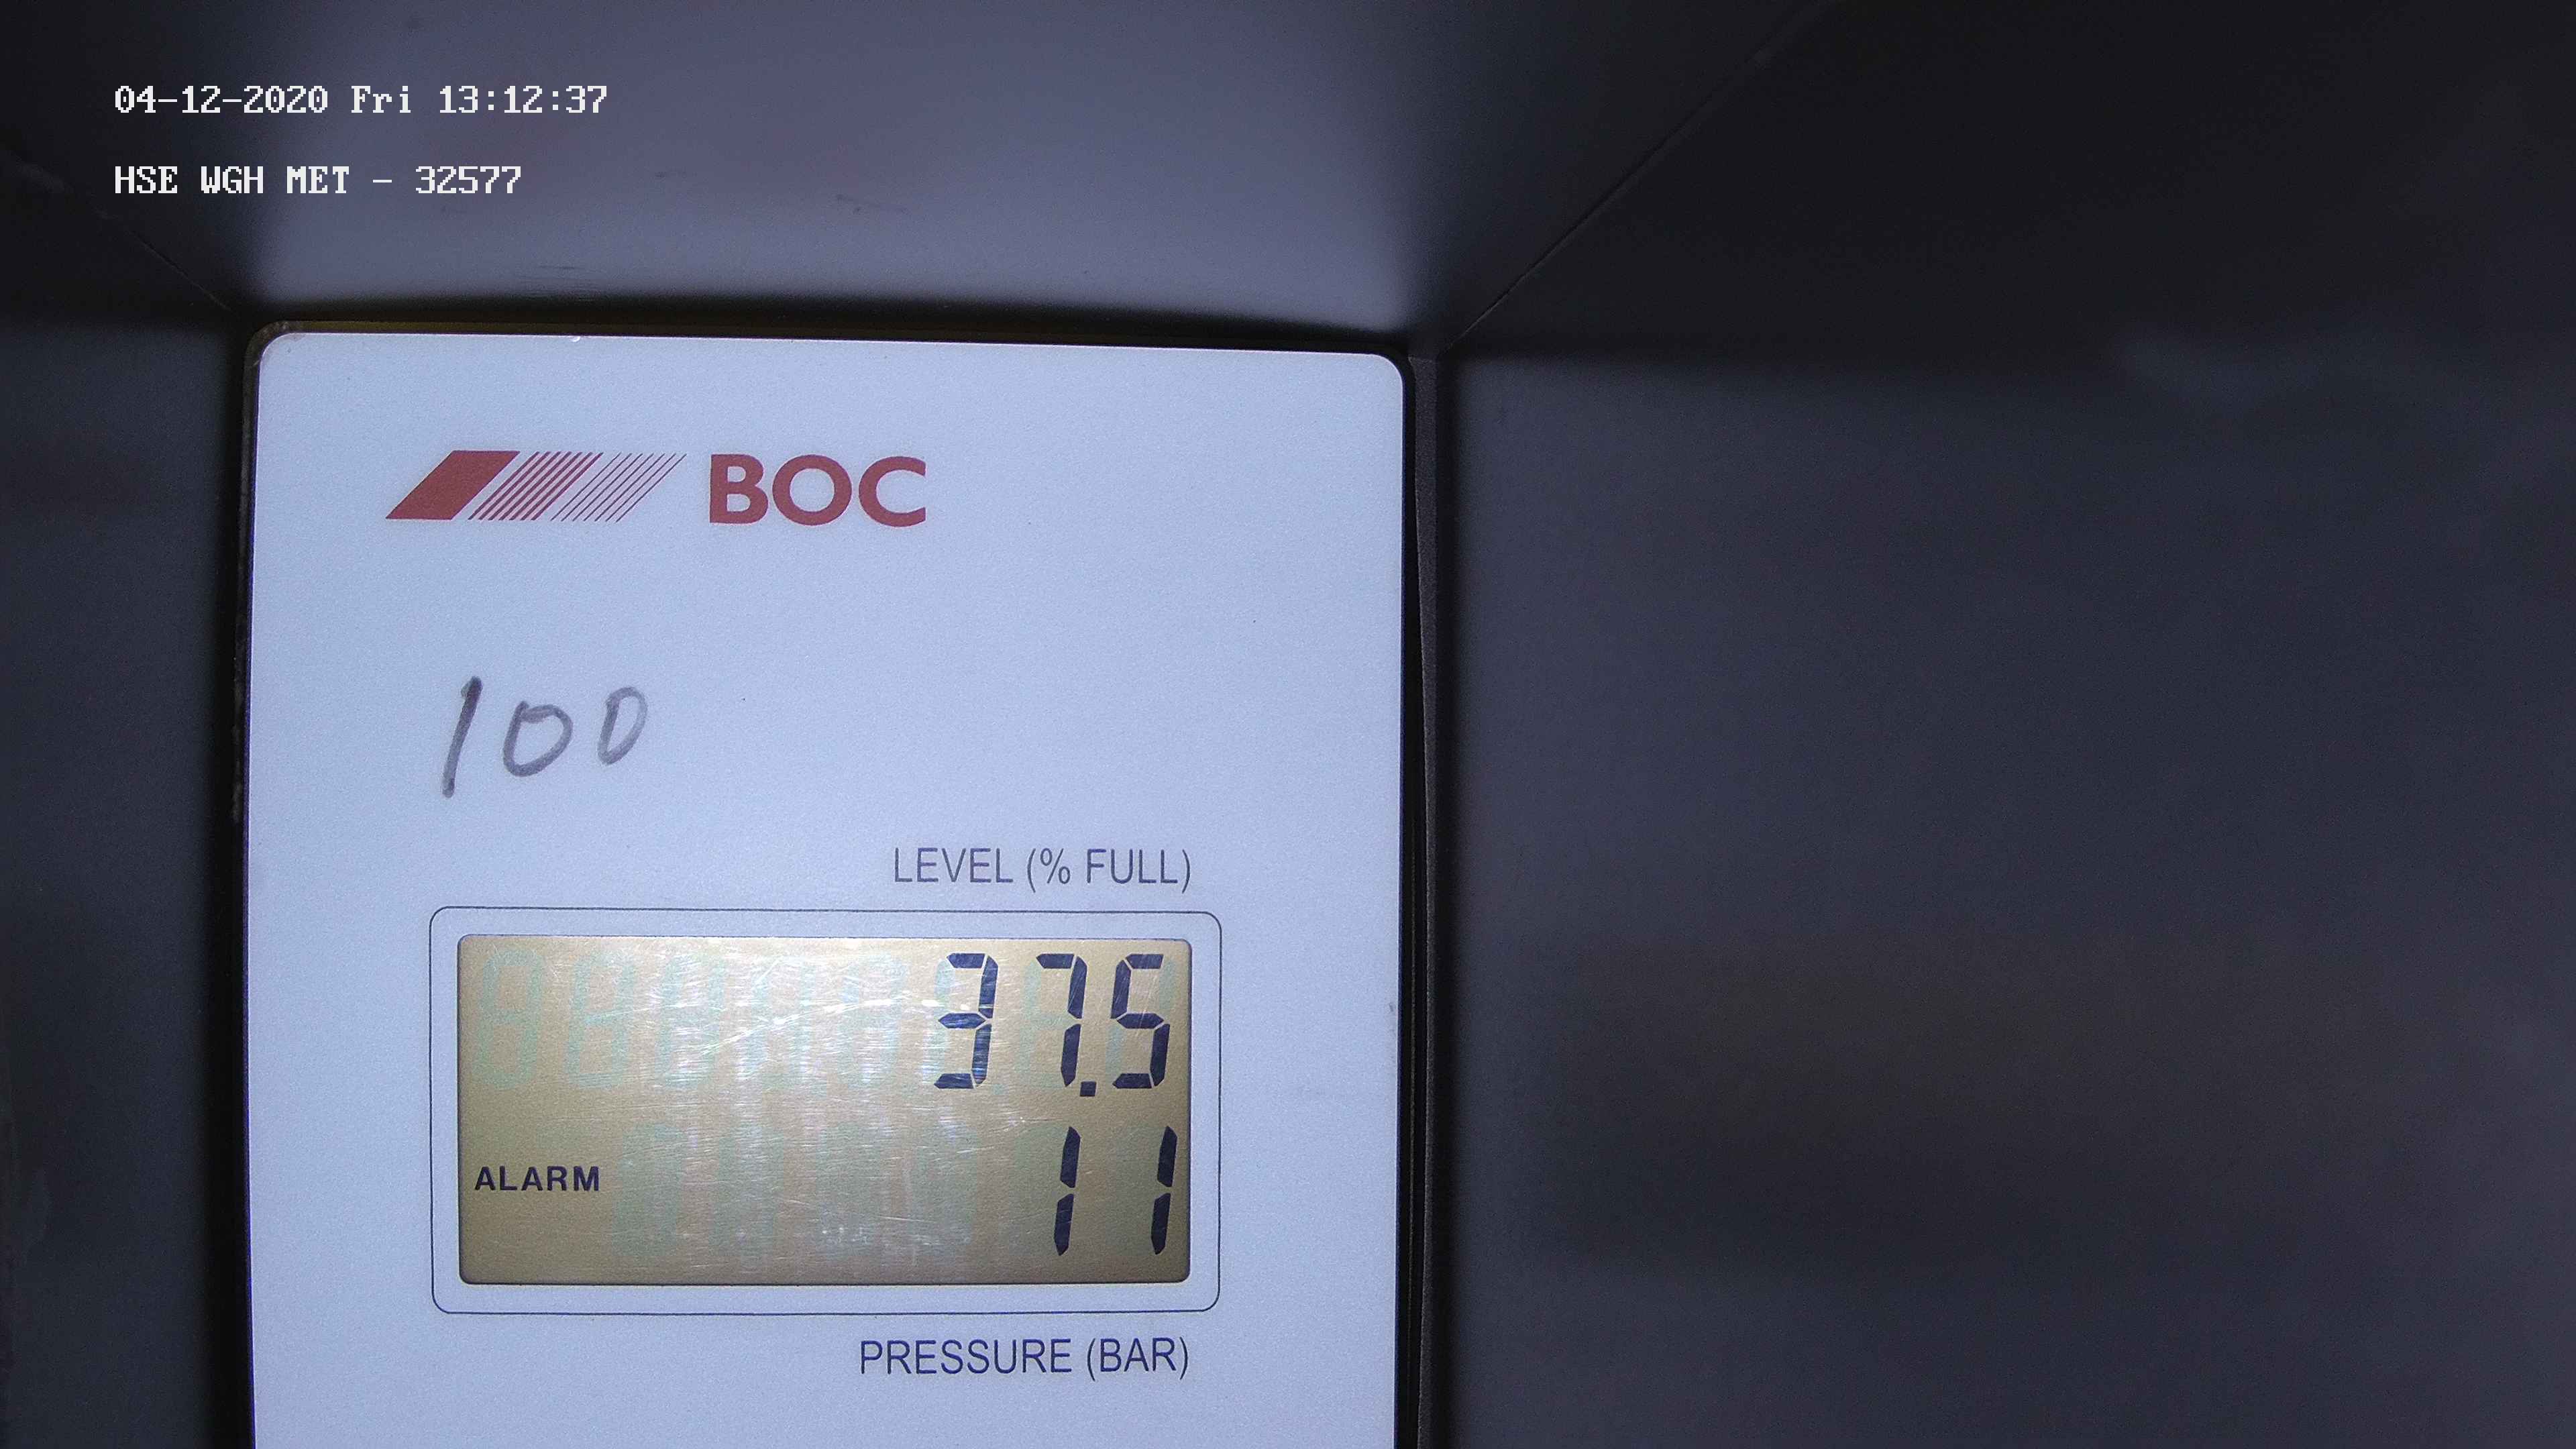 04-12-2020 Fri 13:12:37
HSE WGH MET - 32577
BOC
100
LEVEL (% FULL)
37.5
ALARM 11
PRESSURE (BAR)